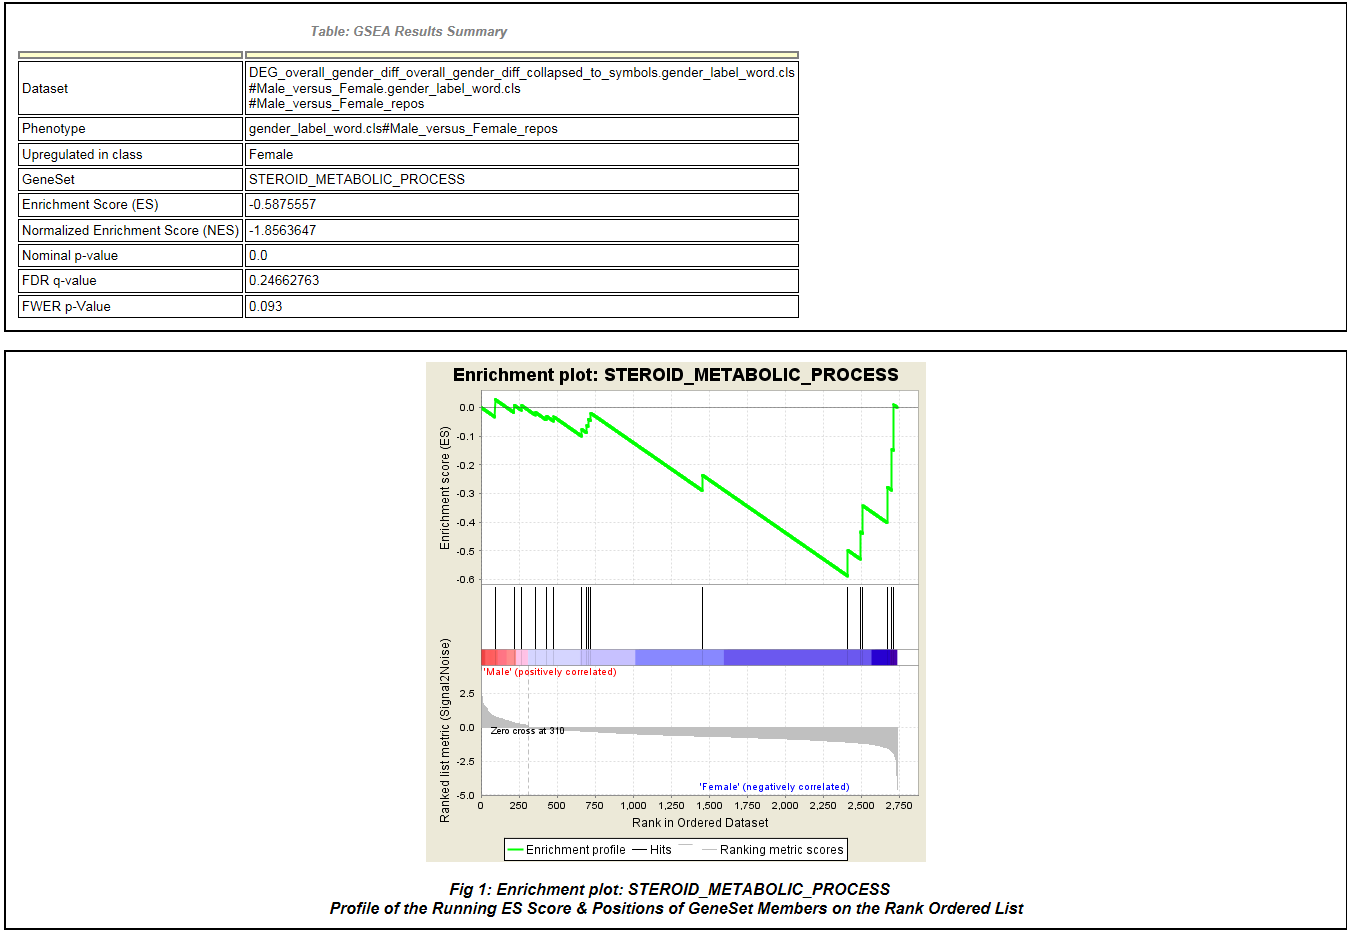 Table: GSEA Results Summary
Dataset
DEG_overall_gender_diff_overall_gender_diff_collapsed_to_symbols.gender_label_word.cls
#Male_versus_Female.gender_label_word.cls
#Male_versus_Female_repos
Phenotype gender_label_word.cls#Male_versus_Female_repos
Upregulated in class Female
GeneSet STEROID_METABOLIC_PROCESS
Enrichment Score (ES) -0.5875557
Normalized Enrichment Score (NES) -1.8563647
Nominal p-value 0.0
FDR q-value 0.24662763
FWER p-Value 0.093
Enrichment plot: STEROID_METABOLIC_PROCESS
Enrichment score (ES)
0.0
-0.1
-0.2
-0.3
-0.4
-0.5
-0.6
'Male' (positively correlated)
Ranked list metric (Signal2Noise)
2.5
0.0
-2.5
-5.0
Zero cross at 310
'Female' (negatively correlated)
0 250 500 750 1,000 1,250 1,500 1,750 2,000 2,250 2,500 2,750
Rank in Ordered Dataset
Enrichment profile Hits Ranking metric scores
Fig 1: Enrichment plot: STEROID_METABOLIC_PROCESS
Profile of the Running ES Score & Positions of GeneSet Members on the Rank Ordered List